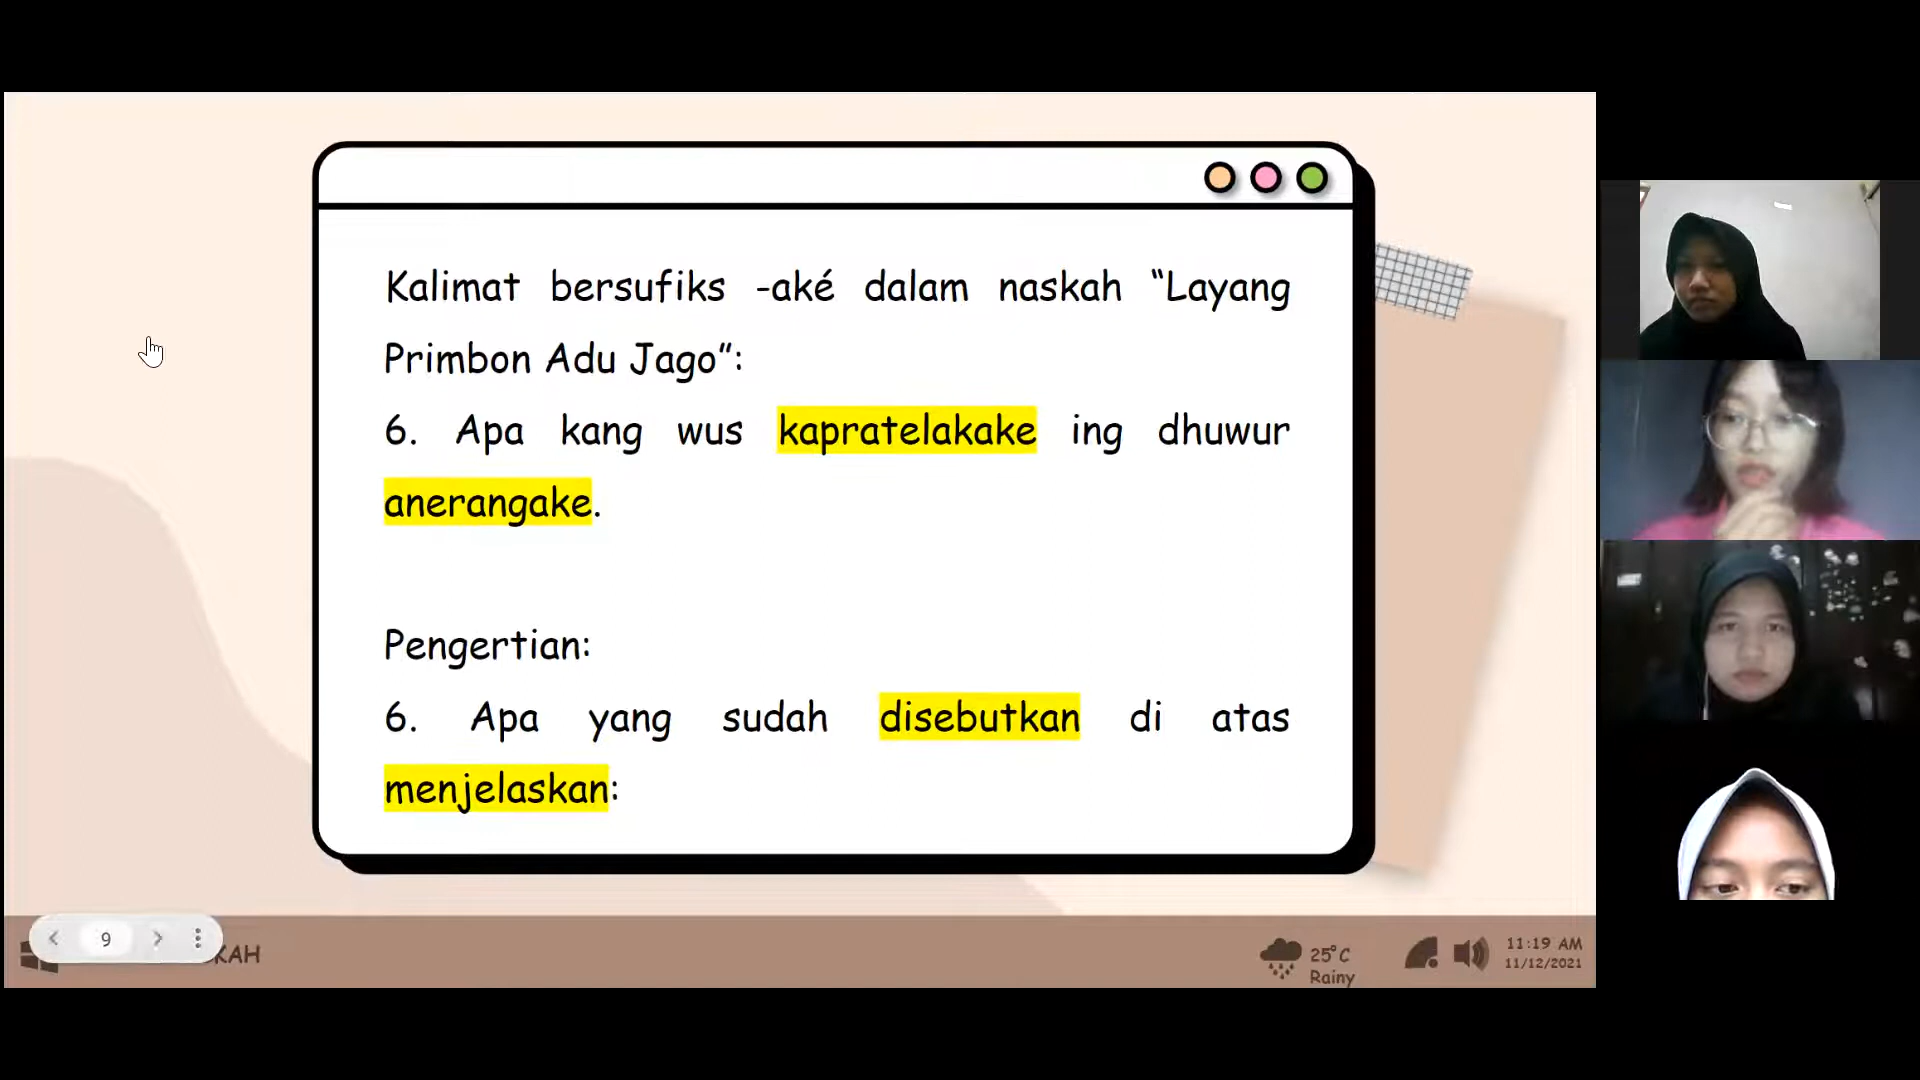 Kalimat bersufiks -aké dalam naskah “Layang
Primbon Adu Jago”:
6. Apa kang wus kapratelakake ing dhuwur
anerangake.
Pengertian:
6. Apa yang sudah disebutkan di atas
menjelaskan:
9
25°C
Rainy
11:19 AM
11/12/2021